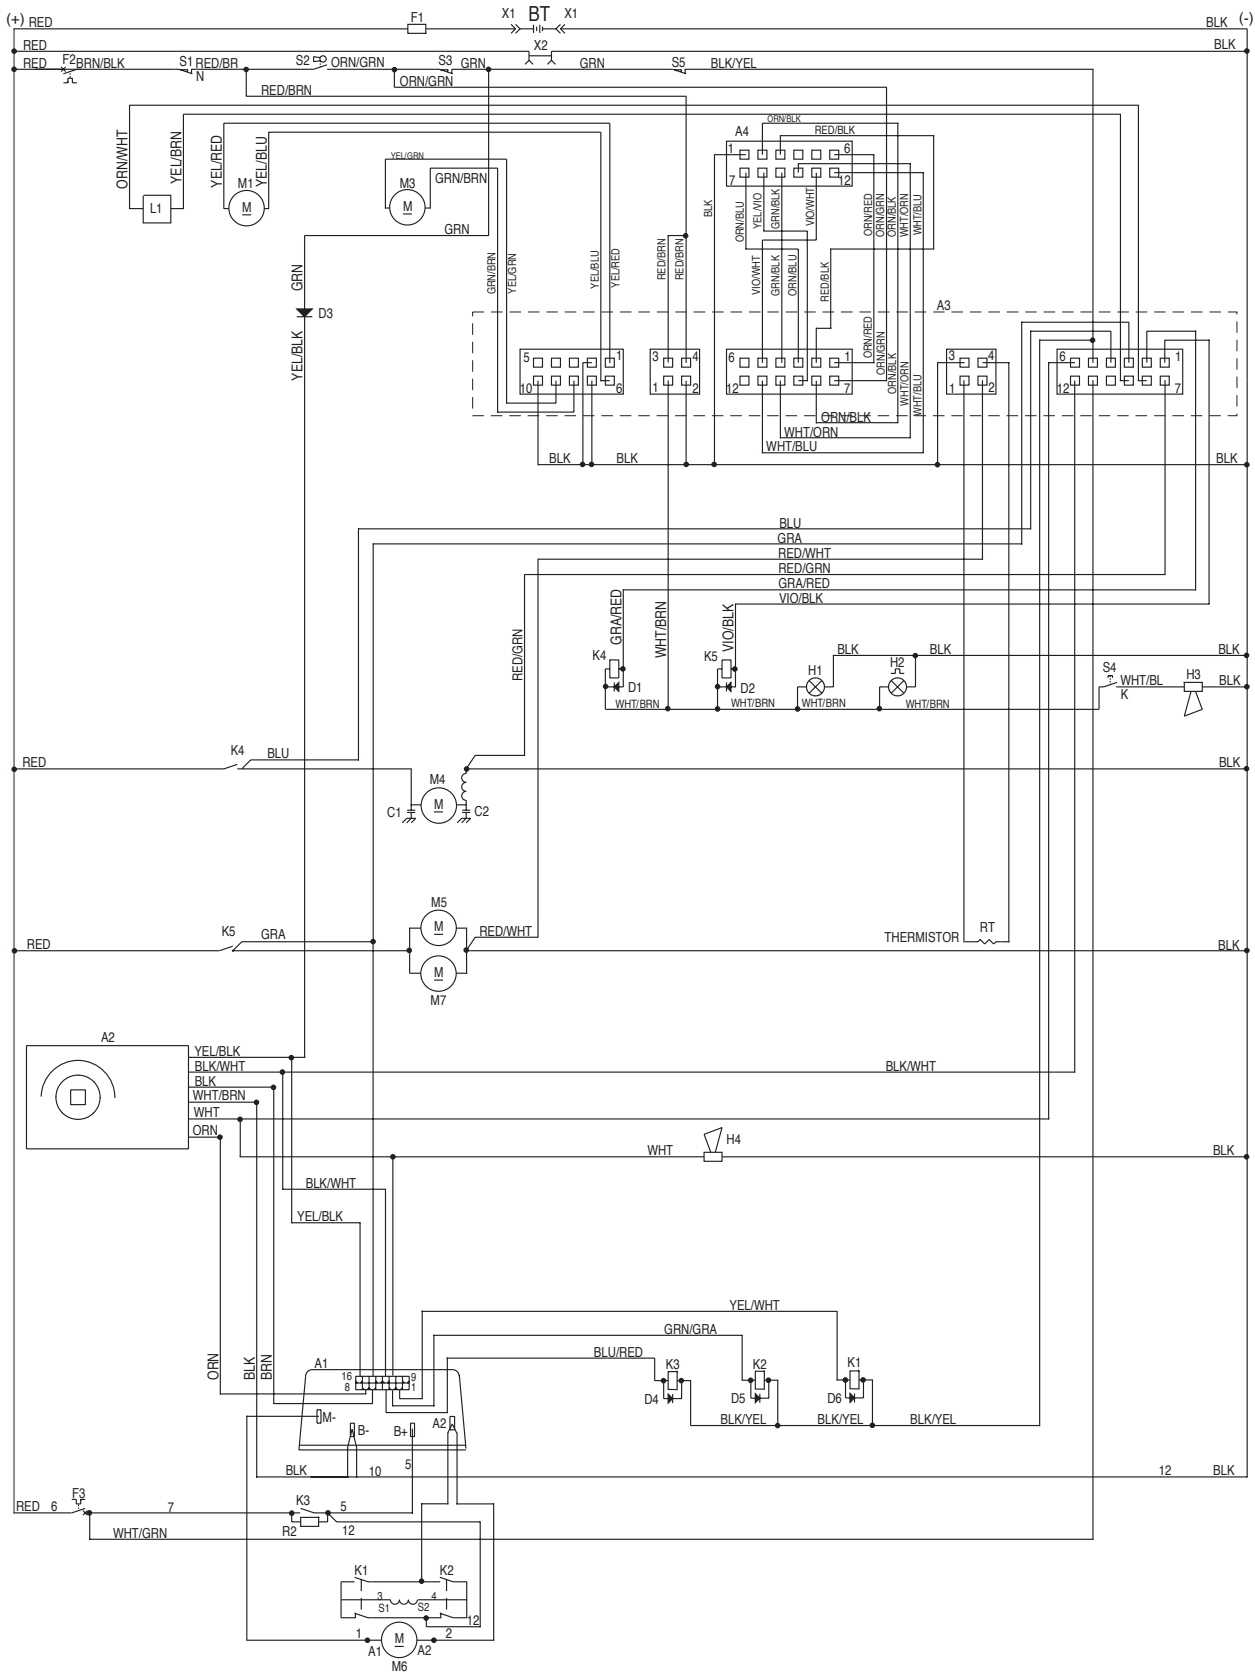 (+) RED F1 X1 BT X1 BLK (-)
RED X2 BLK
RED F2 BRN/BLK S1 RED/BR S2 ORN/GRN S3 GRN GRN S5 BLK/YEL
N
ORN/GRN
RED/BRN
ORN/WHT
YEL/BRN
YEL/RED
YEL/BLU
L1
M1
M
YEL/GRN
M3
M
GRN/BRN
GRN
ORN/BLK
A4
RED/BLK
1 6
7 12
BLK
ORN/BLU
YEL/VIO
GRN/BLK
VIO/WHT
ORN/RED
ORN/GRN
ORN/BLK
WHT/ORN
WHT/BLU
GRN
D3
YEL/BLK
GRN/BRN
YEL/GRN
YEL/BLU
YEL/RED
RED/BRN
RED/BRN
VIO/WHT
GRN/BLK
ORN/BLU
RED/BLK
A3
ORN/RED
ORN/GRN
ORN/BLK
WHT/ORN
WHT/BLU
5 1 3 4 6 1 3 4 6 1
10 6 1 2 12 7 1 2 12 7
ORN/BLK
WHT/ORN
WHT/BLU
BLK BLK BLK
BLU
GRA
RED/WHT
RED/GRN
GRA/RED
VIO/BLK
RED/GRN
GRA/RED
WHT/BRN
VIO/BLK
K4 K5 H1 BLK H2 BLK BLK
D1 D2 S4 WHT/BL H3 BLK
K
WHT/BRN WHT/BRN WHT/BRN WHT/BRN
RED K4 BLU M4 BLK
C1 M C2
M5
RED K5 GRA M RED/WHT THERMISTOR RT BLK
M
M7
A2
YEL/BLK
BLK/WHT BLK/WHT
BLK
WHT/BRN
WHT
ORN
WHT H4 BLK
BLK/WHT
YEL/BLK
YEL/WHT
GRN/GRA
BLU/RED
ORN
BLK
BRN
A1
16 9
8 1
K3 K2 K1
D4 D5 D6
M- B- B+ A2
BLK/YEL BLK/YEL BLK/YEL
BLK 10 5 12 BLK
RED 6 F3 7 K3 5
R2 12
WHT/GRN
K1 K2
3 4
S1 S2
12
1 M 2
A1 A2
M6